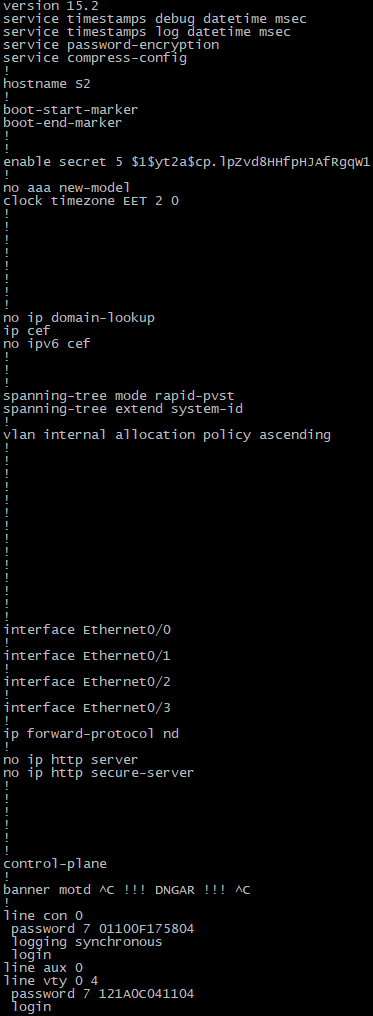 version 15.2
service timestamps debug datetime msec
service timestamps log datetime msec
service password-encryption
service compress-config
!
hostname S2
!
boot-start-marker
boot-end-marker
!
!
enable secret 5 $1$yt2a$cp.lpZvd8HHfpHJAfRgqW1
!
no aaa new-model
clock timezone EET 2 0
!
!
!
!
!
!
!
!
no ip domain-lookup
ip cef
no ipv6 cef
!
!
!
spanning-tree mode rapid-pvst
spanning-tree extend system-id
!
vlan internal allocation policy ascending
!
!
!
!
!
!
!
!
!
!
!
!
!
!
interface Ethernet0/0
!
interface Ethernet0/1
!
interface Ethernet0/2
!
interface Ethernet0/3
!
ip forward-protocol nd
!
no ip http server
no ip http secure-server
!
!
!
!
!
!
control-plane
!
banner motd ^C !!! DNGAR !!! ^C
!
line con 0
 password 7 01100F175804
 logging synchronous
 login
line aux 0
line vty 0 4
 password 7 121A0C041104
 login